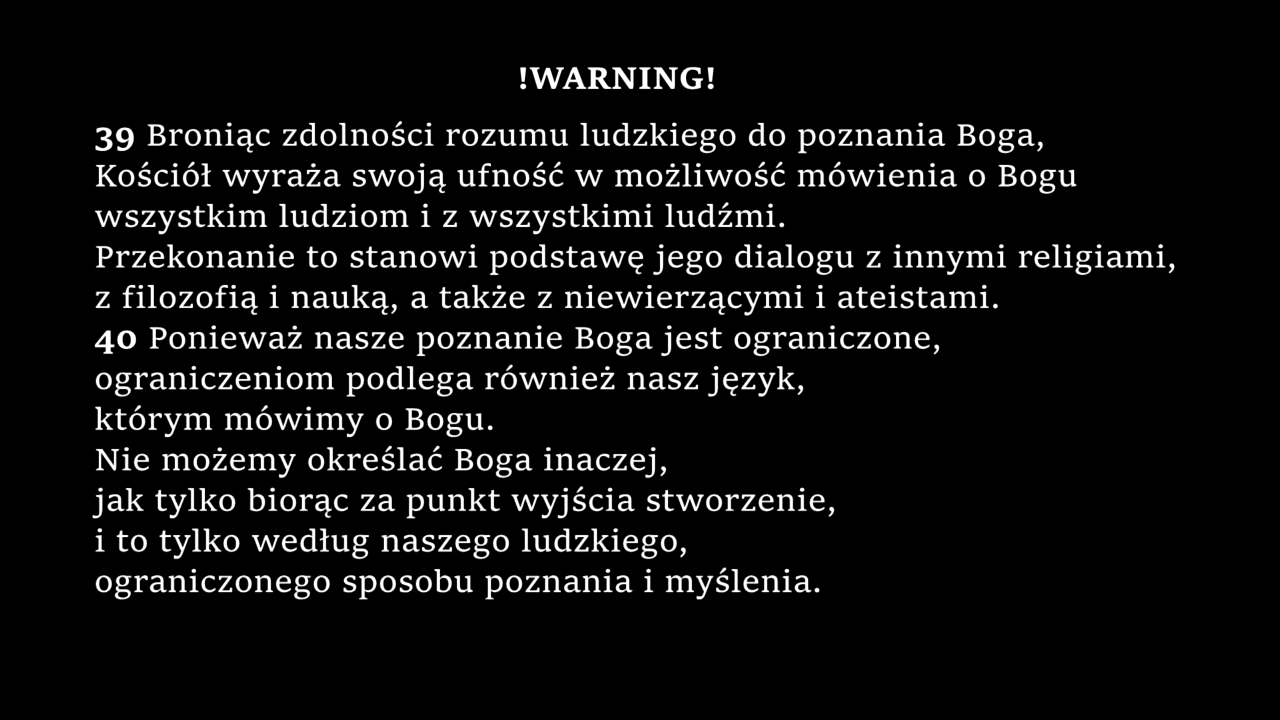 !WARNING!
39 Broniąc zdolności rozumu ludzkiego do poznania Boga,
Kościół wyraża swoją ufność w możliwość mówienia o Bogu
wszystkim ludziom i z wszystkimi ludźmi.
Przekonanie to stanowi podstawę jego dialogu z innymi religiami,
z filozofią i nauką, a także z niewierzącymi i ateistami.
40 Ponieważ nasze poznanie Boga jest ograniczone,
ograniczeniom podlega również nasz język,
którym mówimy o Bogu.
Nie możemy określać Boga inaczej,
jak tylko biorąc za punkt wyjścia stworzenie,
i to tylko według naszego ludzkiego,
ograniczonego sposobu poznania i myślenia.